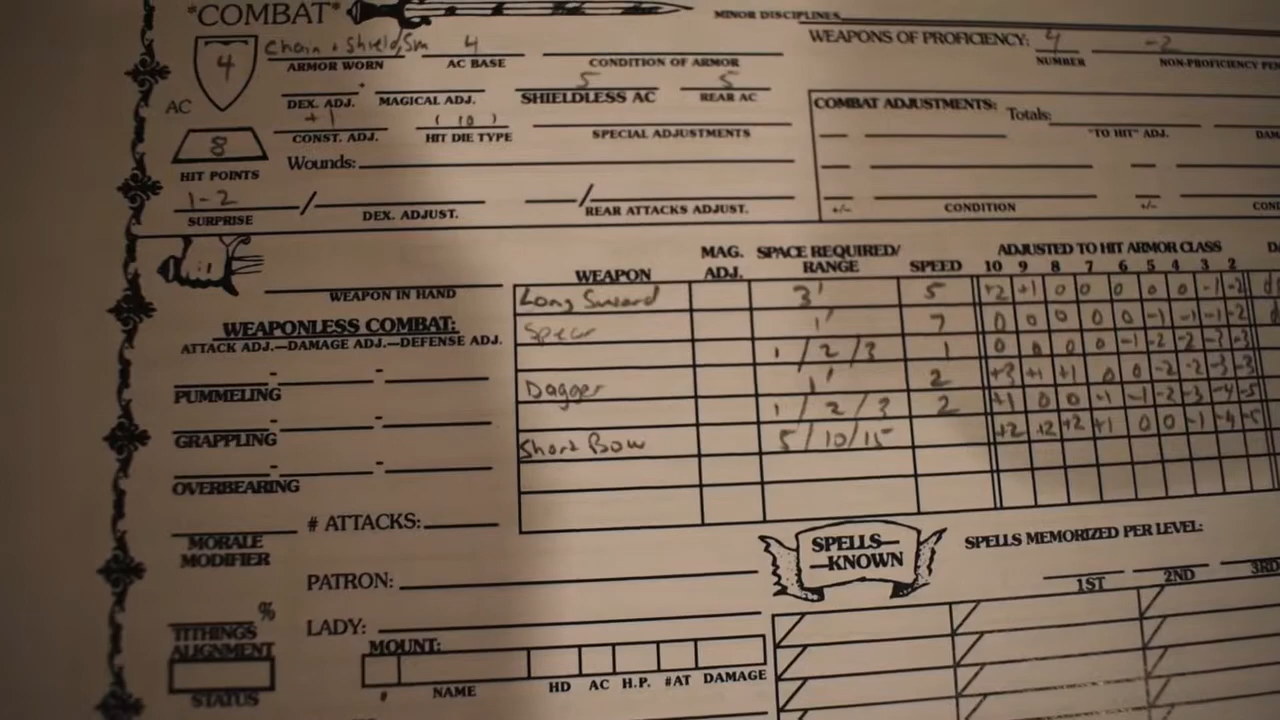 *COMBAT*
MINOR DISCIPLINES
Chain + Shield, Sm 4
ARMOR WORN AC BASE CONDITION OF ARMOR
WEAPONS OF PROFICIENCY: 4 -2
NUMBER NON-PROFICIENCY PEN
AC 4
5 5
DEX. ADJ. MAGICAL ADJ. SHIELDLESS AC REAR AC
COMBAT ADJUSTMENTS: Totals:
"TO HIT" ADJ. DAM
+1 (10)
CONST. ADJ. HIT DIE TYPE SPECIAL ADJUSTMENTS
8
HIT POINTS
Wounds:
1-2
SURPRISE / DEX. ADJUST. / REAR ATTACKS ADJUST.
+/- CONDITION +/- COND
WEAPON IN HAND
WEAPON MAG. ADJ. SPACE REQUIRED/ RANGE SPEED ADJUSTED TO HIT ARMOR CLASS
10 9 8 7 6 5 4 3 2
Long Sword 3' 5 +2 +1 0 0 0 0 0 -1 -2 d
Spear 1' 7 0 0 0 0 0 -1 -1 -1 -2 d
1/2/3 1 0 0 0 0 -1 -2 -2 -3 -3
Dagger 1' 2 +3 +1 +1 0 0 -2 -2 -3 -3
1/2/3 2 +1 0 0 -1 -1 -2 -3 -4 -5
Short Bow 5/10/15 +2 +2 +2 +1 0 0 -1 -4 -5
WEAPONLESS COMBAT:
ATTACK ADJ.—DAMAGE ADJ.—DEFENSE ADJ.
PUMMELING
GRAPPLING
OVERBEARING
MORALE MODIFIER
# ATTACKS:
SPELLS—
—KNOWN
SPELLS MEMORIZED PER LEVEL:
1ST 2ND 3RD
PATRON:
%
TITHINGS
LADY:
ALIGNMENT
STATUS
MOUNT:
# NAME HD AC H.P. #AT DAMAGE